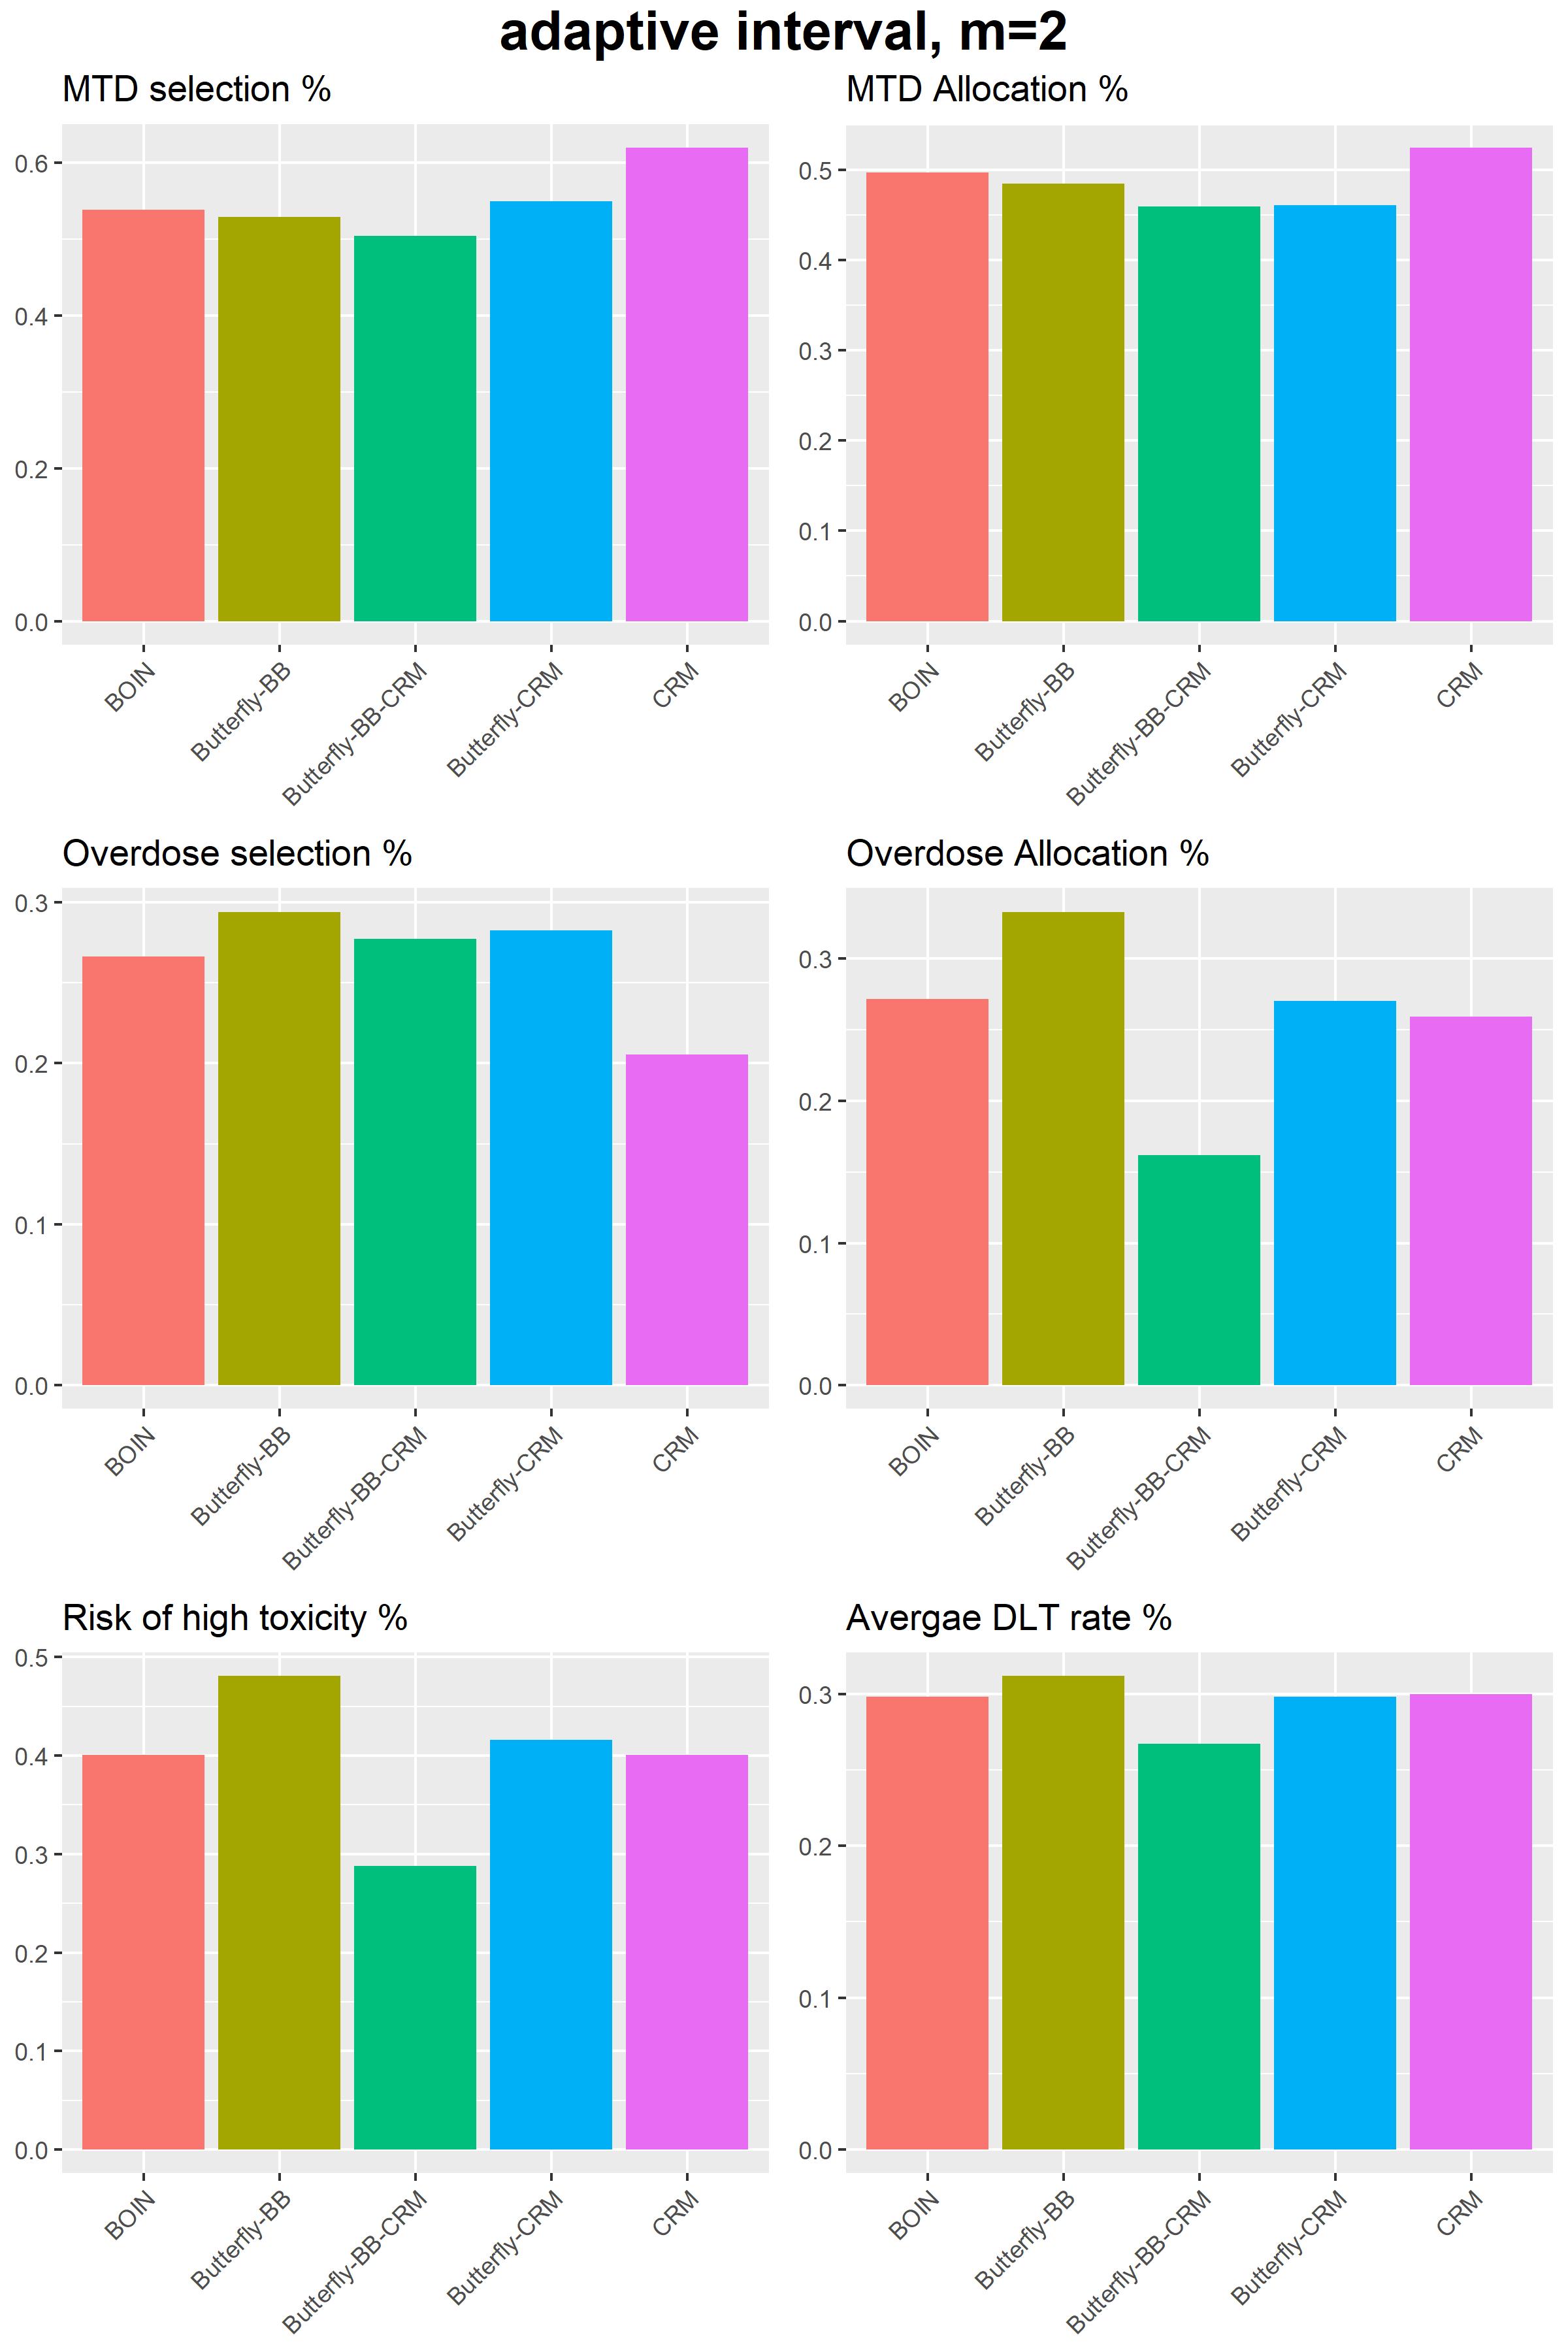 adaptive interval, m=2
MTD selection %
0.6
0.4
0.2
0.0
BOIN
Butterfly-BB
Butterfly-BB-CRM
Butterfly-CRM
CRM
MTD Allocation %
0.5
0.4
0.3
0.2
0.1
0.0
BOIN
Butterfly-BB
Butterfly-BB-CRM
Butterfly-CRM
CRM
Overdose selection %
0.3
0.2
0.1
0.0
BOIN
Butterfly-BB
Butterfly-BB-CRM
Butterfly-CRM
CRM
Overdose Allocation %
0.3
0.2
0.1
0.0
BOIN
Butterfly-BB
Butterfly-BB-CRM
Butterfly-CRM
CRM
Risk of high toxicity %
0.5
0.4
0.3
0.2
0.1
0.0
BOIN
Butterfly-BB
Butterfly-BB-CRM
Butterfly-CRM
CRM
Avergae DLT rate %
0.3
0.2
0.1
0.0
BOIN
Butterfly-BB
Butterfly-BB-CRM
Butterfly-CRM
CRM